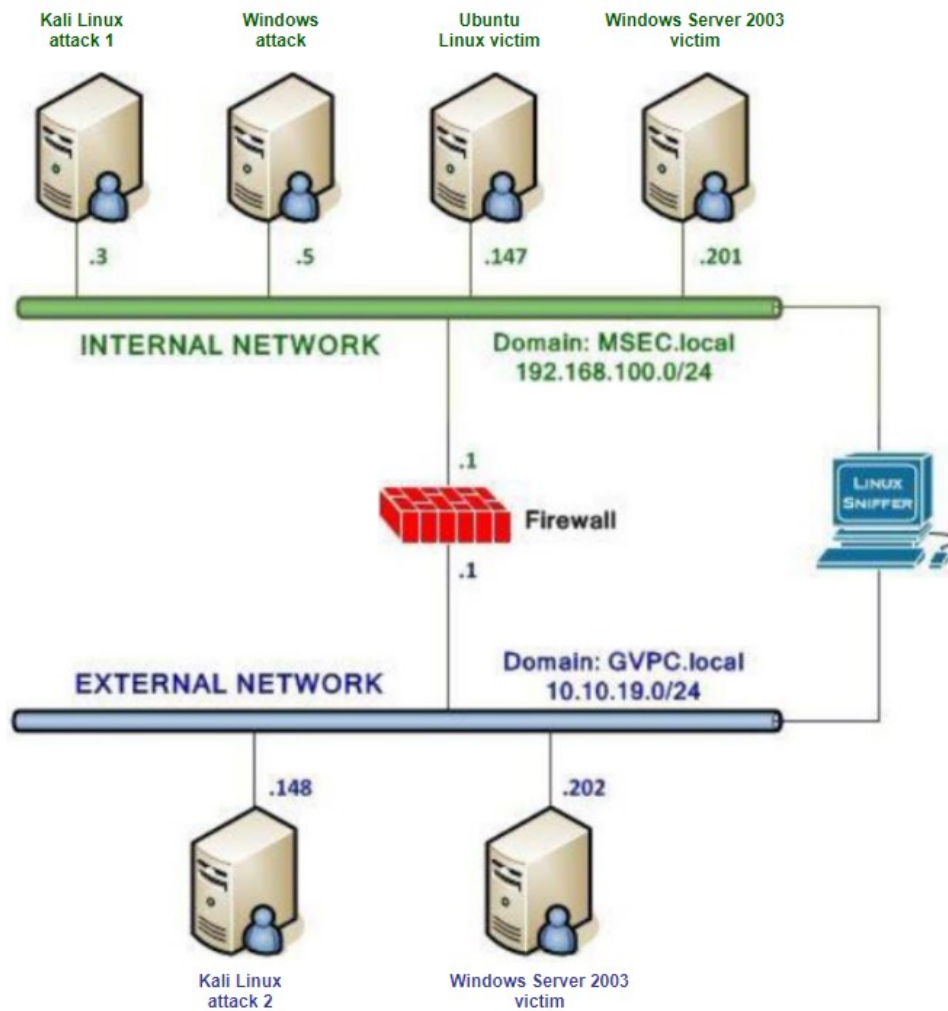 Kali Linux
attack 1
Windows
attack
Ubuntu
Linux victim
Windows Server 2003
victim
.3
.5
.147
.201
INTERNAL NETWORK
Domain: MSEC.local
192.168.100.0/24
.1
Firewall
.1
LINUX
SNIFFER
EXTERNAL NETWORK
Domain: GVPC.local
10.10.19.0/24
.148
.202
Kali Linux
attack 2
Windows Server 2003
victim